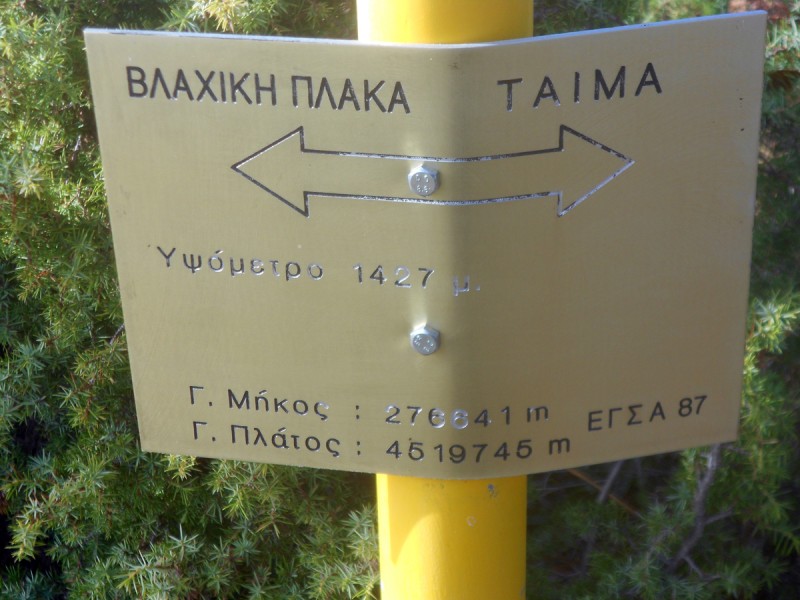 ΒΛΑΧΙΚΗ ΠΛΑΚΑ ΤΑΙΜΑ
Υψόμετρο 1427 μ.
Γ. Μήκος : 276641 m ΕΓΣΑ 87
Γ. Πλάτος : 4519745 m